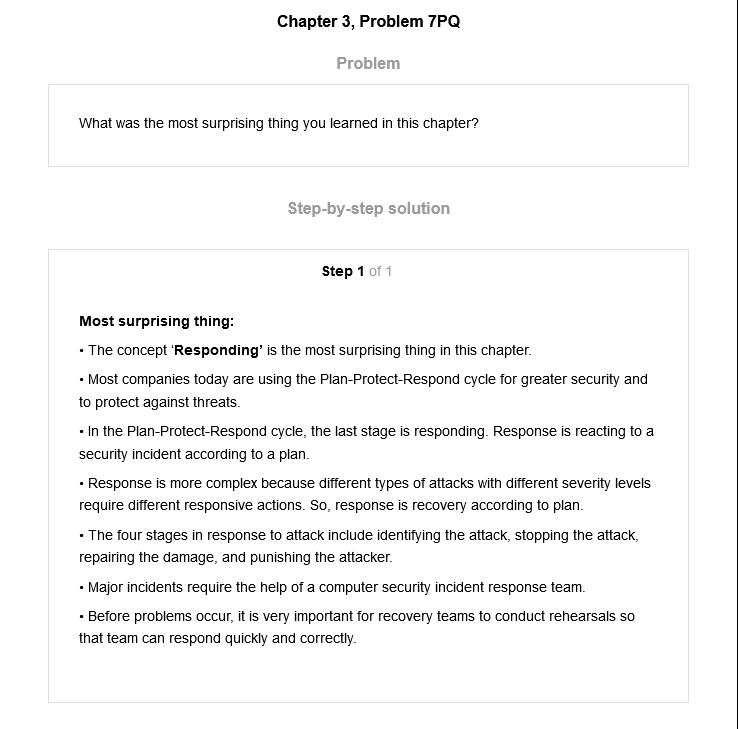 Chapter 3, Problem 7PQ
Problem
What was the most surprising thing you learned in this chapter?
Step-by-step solution
Step 1 of 1
Most surprising thing:
• The concept ‘Responding’ is the most surprising thing in this chapter.
• Most companies today are using the Plan-Protect-Respond cycle for greater security and
to protect against threats.
• In the Plan-Protect-Respond cycle, the last stage is responding. Response is reacting to a
security incident according to a plan.
• Response is more complex because different types of attacks with different severity levels
require different responsive actions. So, response is recovery according to plan.
• The four stages in response to attack include identifying the attack, stopping the attack,
repairing the damage, and punishing the attacker.
• Major incidents require the help of a computer security incident response team.
• Before problems occur, it is very important for recovery teams to conduct rehearsals so
that team can respond quickly and correctly.